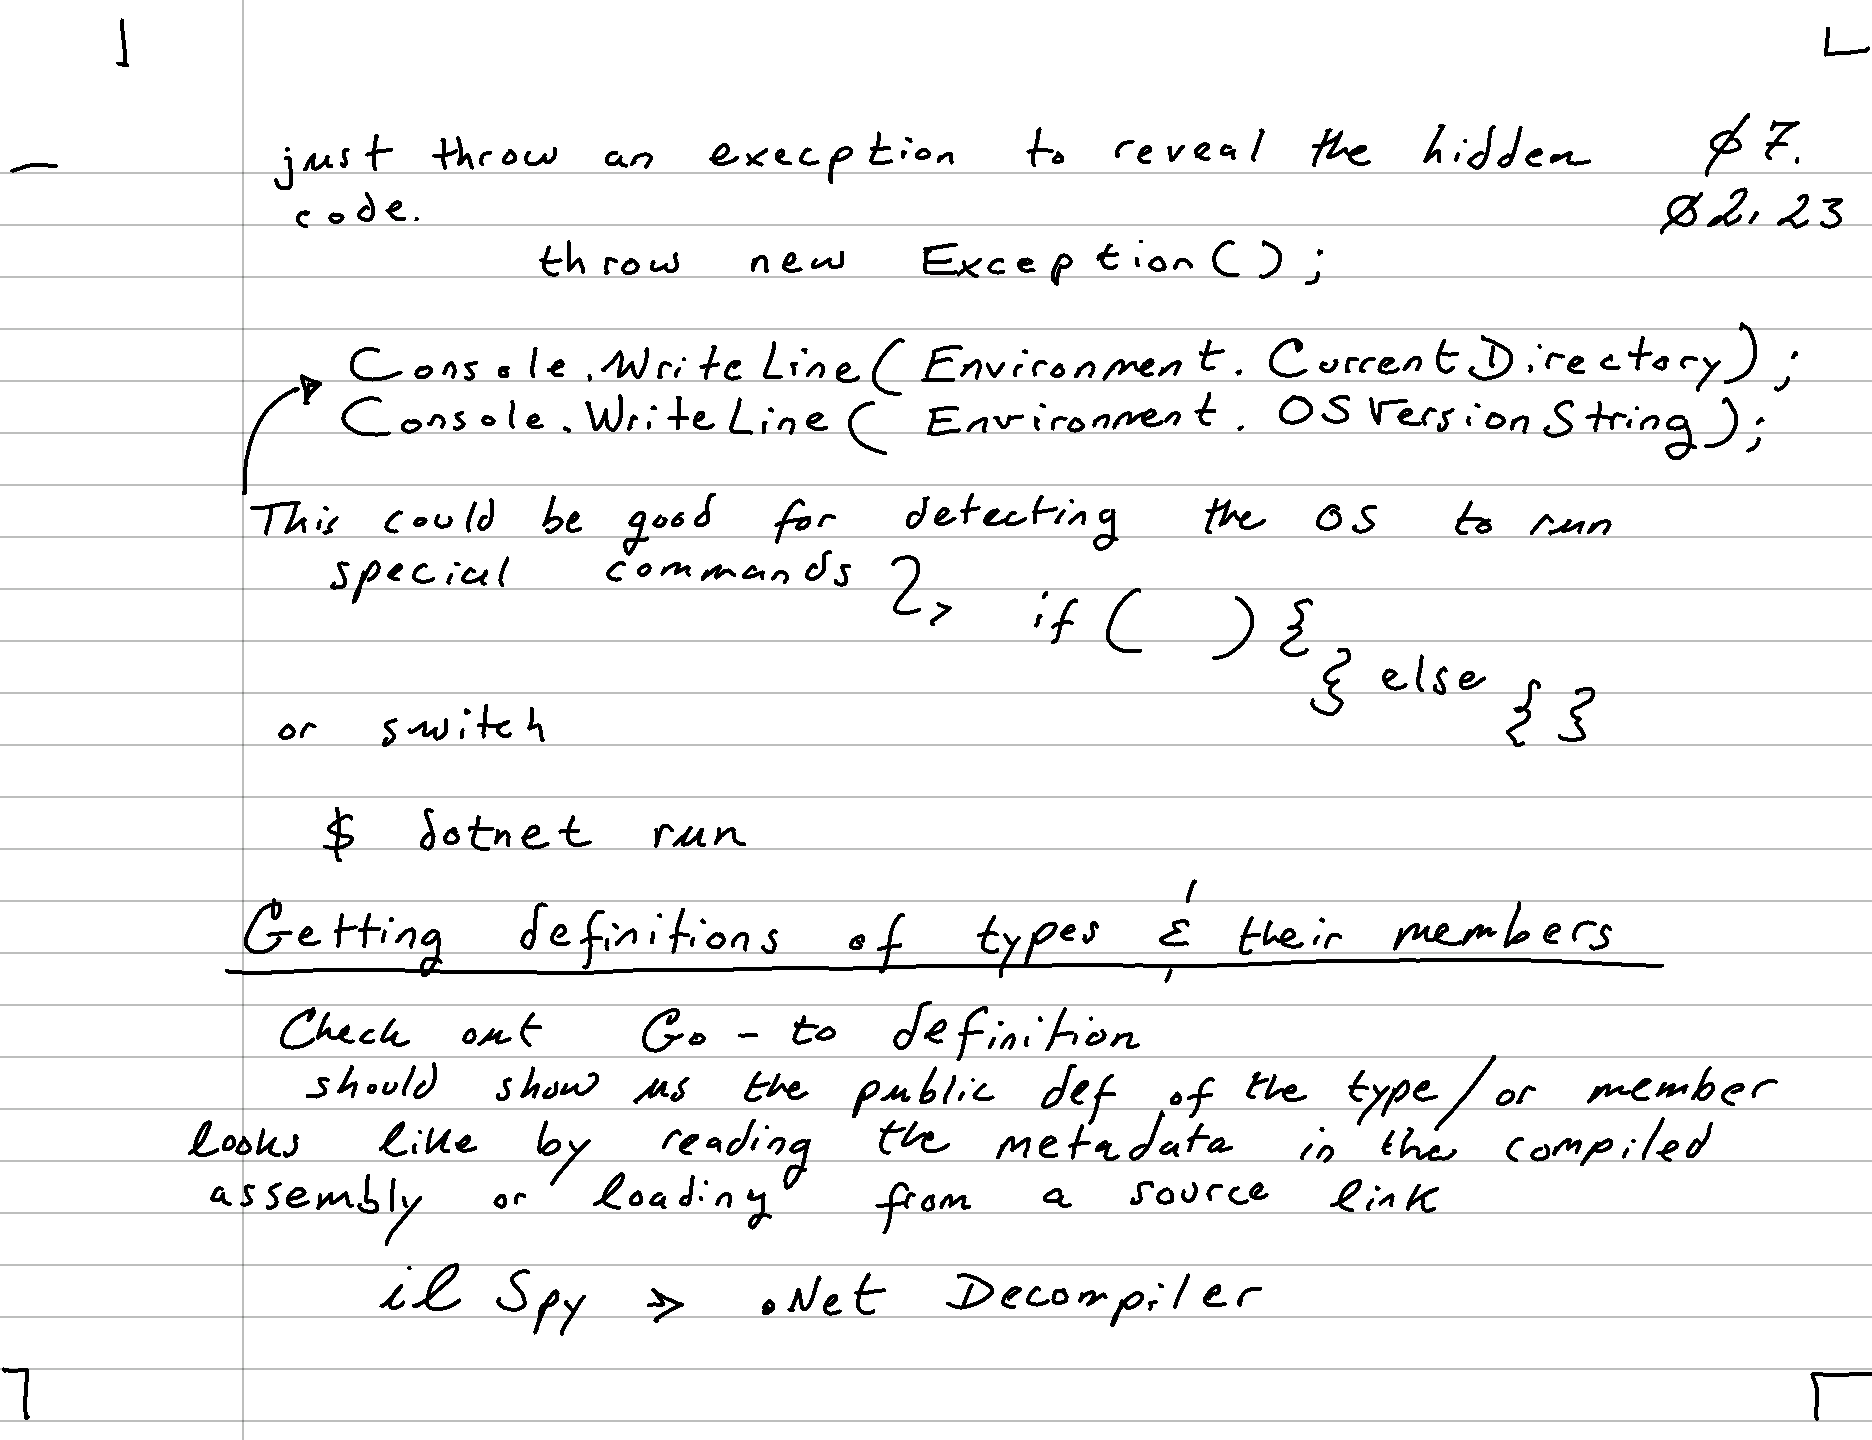 just throw an execption to reveal the hidden
Ø7.
code.
Ø2.23
throw new Exception();
Console.WriteLine(Environment.CurrentDirectory);
Console.WriteLine(Environment.OSVersionString);
This could be good for detecting the OS to run
special commands
if ( ) {
} else
{ }
or switch
$ dotnet run
Getting definitions of types & their members
Check out Go-to definition
should show us the public def of the type/or member
looks like by reading the metadata in the compiled
assembly or loading from a source link
il Spy >> .Net Decompiler